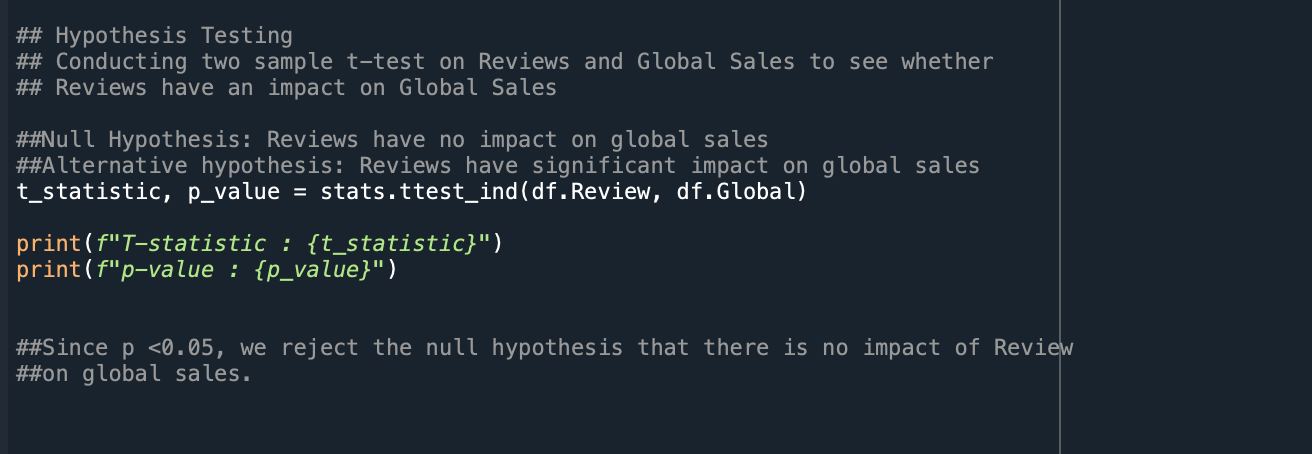 ## Hypothesis Testing
## Conducting two sample t-test on Reviews and Global Sales to see whether
## Reviews have an impact on Global Sales
##Null Hypothesis: Reviews have no impact on global sales
##Alternative hypothesis: Reviews have significant impact on global sales
t_statistic, p_value = stats.ttest_ind(df.Review, df.Global)
print(f"T-statistic : {t_statistic}")
print(f"p-value : {p_value}")
##Since p <0.05, we reject the null hypothesis that there is no impact of Review
##on global sales.